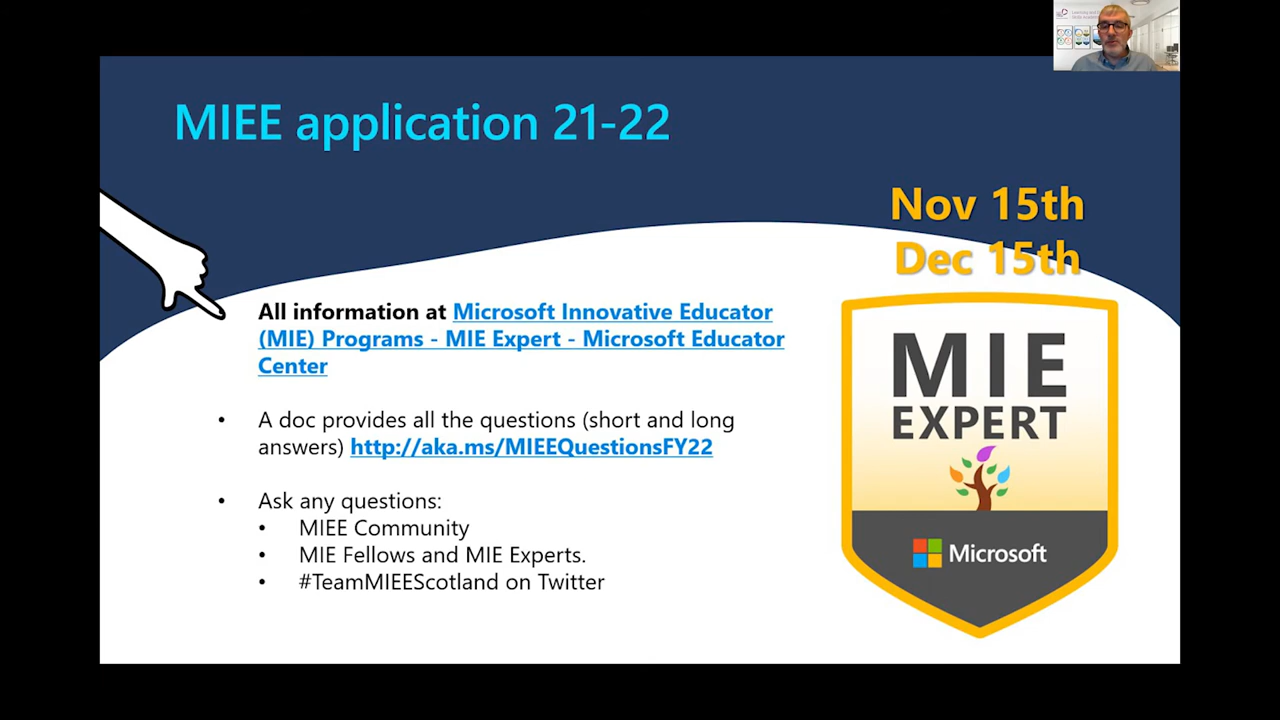 MIEE application 21-22
Nov 15th
Dec 15th
All information at Microsoft Innovative Educator
(MIE) Programs - MIE Expert - Microsoft Educator
Center
• A doc provides all the questions (short and long
answers) http://aka.ms/MIEEQuestionsFY22
• Ask any questions:
• MIEE Community
• MIE Fellows and MIE Experts.
• #TeamMIEEScotland on Twitter
MIE
EXPERT
Microsoft